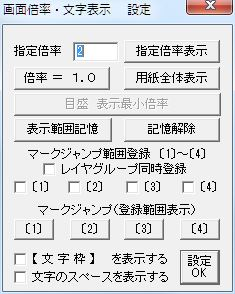 画面倍率・文字表示　設定
指定倍率 2 指定倍率表示
倍率 ＝ １.０ 用紙全体表示
目盛 表示最小倍率
表示範囲記憶 記憶解除
マークジャンプ範囲登録 〔1〕～〔4〕
レイヤグループ同時登録
〔1〕 〔2〕 〔3〕 〔4〕
マークジャンプ(登録範囲表示)
〔1〕 〔2〕 〔3〕 〔4〕
【 文 字 枠 】 を表示する
文字のスペースを表示する
設定
OK